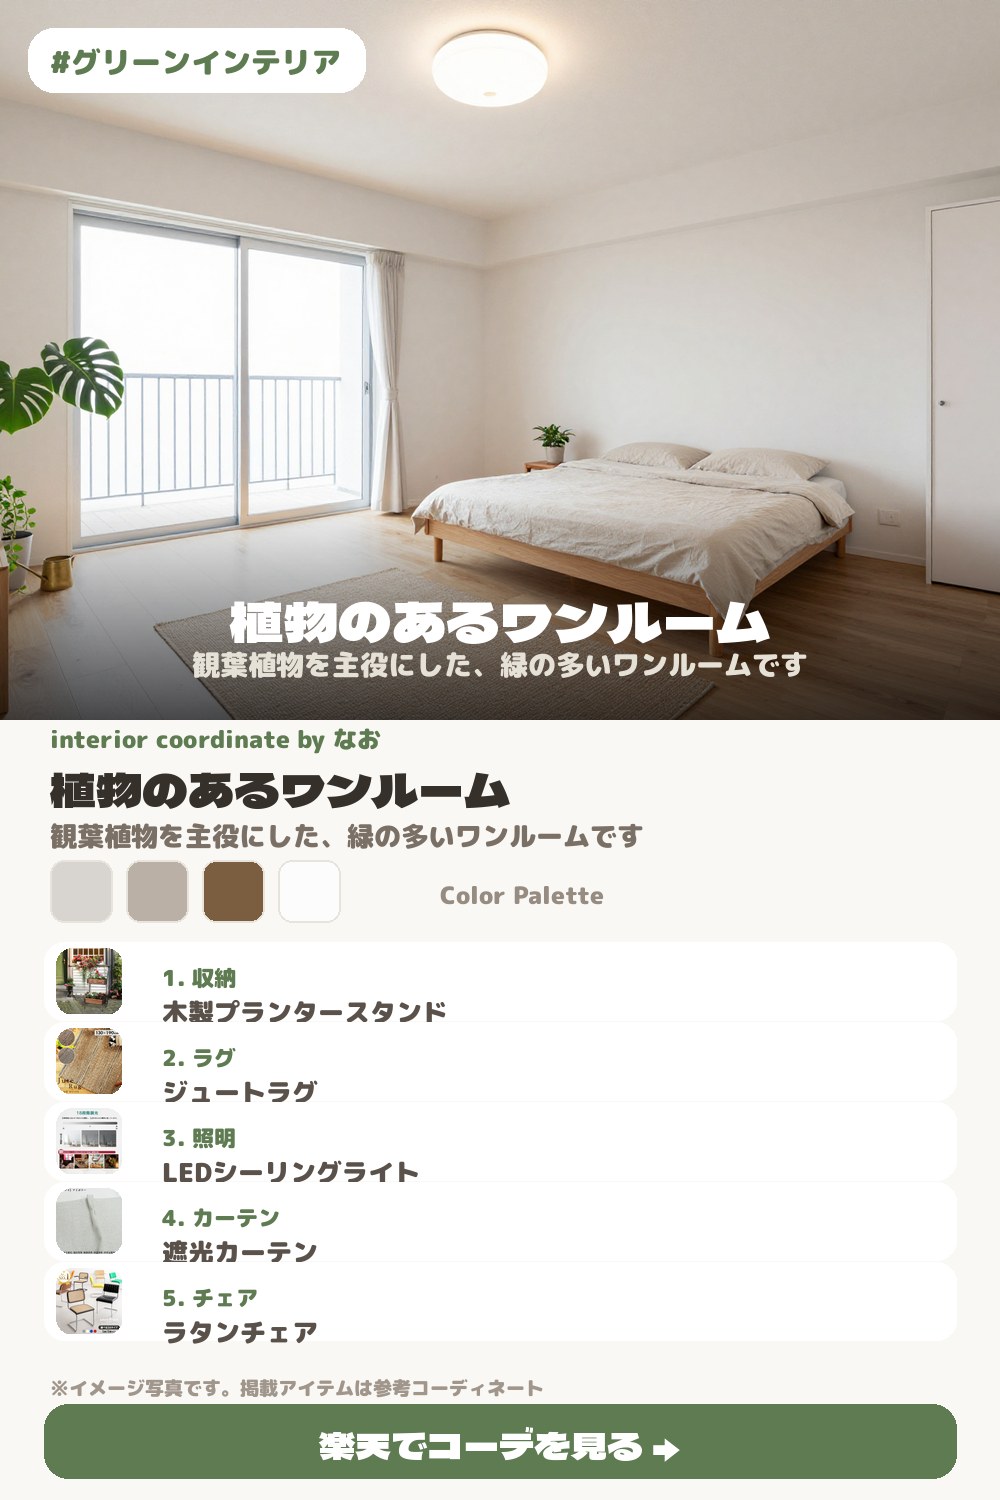 #グリーンインテリア
植物のあるワンルーム
観葉植物を主役にした、緑の多いワンルームです
interior coordinate by なお
植物のあるワンルーム
観葉植物を主役にした、緑の多いワンルームです
Color Palette
1. 収納
木製プランタースタンド
2. ラグ
ジュートラグ
3. 照明
LEDシーリングライト
4. カーテン
遮光カーテン
5. チェア
ラタンチェア
※イメージ写真です。掲載アイテムは参考コーディネート
楽天でコーデを見る →